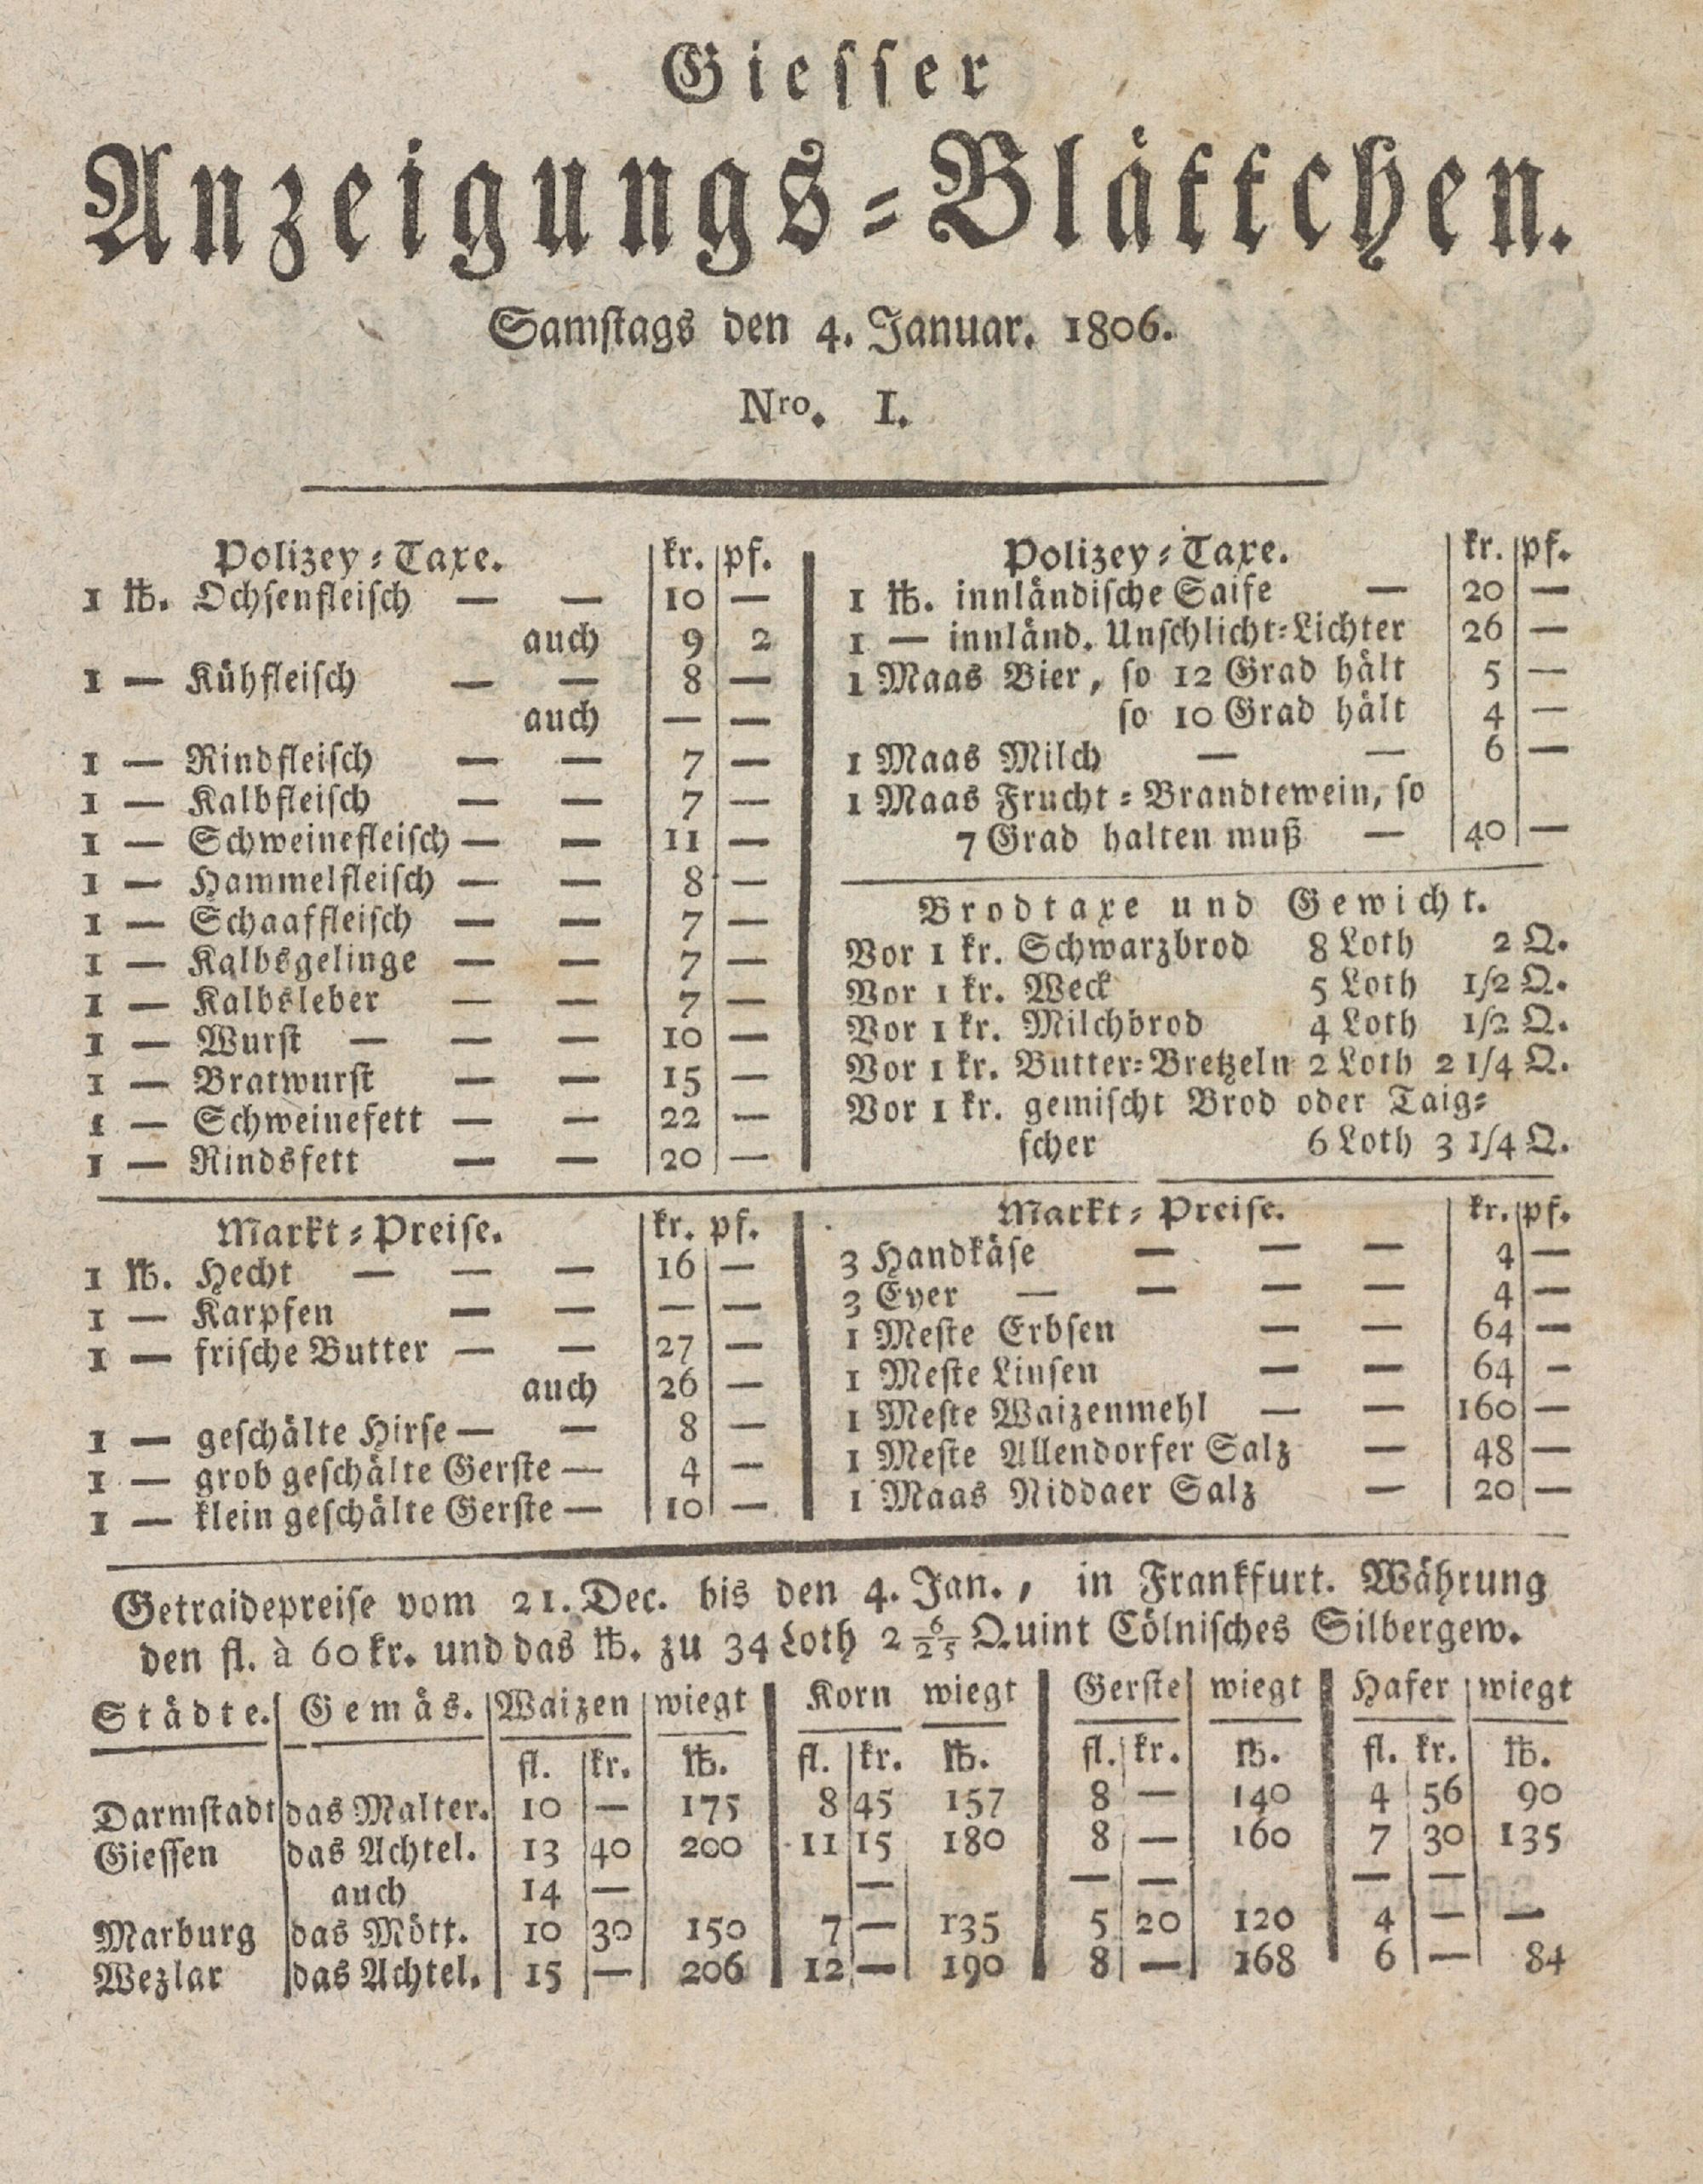 Giesser
Anzeigungs-Blättchen.
Samstags den 4. Januar. 1806.
Nro. I.
Polizey-Taxe. kr. pf.
1 ℔. Ochsenfleisch — — 10 —
auch 9 2
1 — Kühfleisch — — 8 —
auch — —
1 — Rindfleisch — — 7 —
1 — Kalbfleisch — — 7 —
1 — Schweinefleisch — — 11 —
1 — Hammelfleisch — — 8 —
1 — Schaaffleisch — — 7 —
1 — Kalbsgelinge — — 7 —
1 — Kalbsleber — — 7 —
1 — Wurst — — — 10 —
1 — Bratwurst — — 15 —
1 — Schweinefett — — 22 —
1 — Rindsfett — — 20 —
Polizey-Taxe. kr. pf.
1 ℔. innländische Saife — 20 —
1 — innländ. Unschlicht-Lichter 26 —
1 Maas Bier, so 12 Grad hält 5 —
so 10 Grad hält 4 —
1 Maas Milch — — 6 —
1 Maas Frucht-Brandtewein, so
7 Grad halten muß — 40 —
Brodtaxe und Gewicht.
Vor 1 kr. Schwarzbrod 8 Loth 2 Q.
Vor 1 kr. Weck 5 Loth 1/2 Q.
Vor 1 kr. Milchbrod 4 Loth 1/2 Q.
Vor 1 kr. Butter-Bretzeln 2 Loth 2 1/4 Q.
Vor 1 kr. gemischt Brod oder Taig-
scher 6 Loth 3 1/4 Q.
Markt-Preise. kr. pf.
1 ℔. Hecht — — — 16 —
1 — Karpfen — — — —
1 — frische Butter — — 27 —
auch 26 —
1 — geschälte Hirse — — 8 —
1 — grob geschälte Gerste — 4 —
1 — klein geschälte Gerste — 10 —
Markt-Preise. kr. pf.
3 Handkäse — — — 4 —
3 Eyer — — — — 4 —
1 Meste Erbsen — — 64 —
1 Meste Linsen — — 64 —
1 Meste Waizenmehl — — 160 —
1 Meste Allendorfer Salz — 48 —
1 Maas Niddaer Salz — 20 —
Getraidepreise vom 21. Dec. bis den 4. Jan., in Frankfurt. Währung
den fl. à 60 kr. und das ℔. zu 34 Loth 2 6/25 Quint Cölnisches Silbergew.
Städte. Gemäs. Waizen wiegt Korn wiegt Gerste wiegt Hafer wiegt
fl. kr. ℔. fl. kr. ℔. fl. kr. ℔. fl. kr. ℔.
Darmstadt das Malter. 10 — 175 8 45 157 8 — 140 4 56 90
Giessen das Achtel. 13 40 200 11 15 180 8 — 160 7 30 135
auch 14 — — — — — —
Marburg das Mött. 10 30 150 7 — 135 5 20 120 4 — —
Wezlar das Achtel. 15 — 206 12 — 190 8 — 168 6 — 84